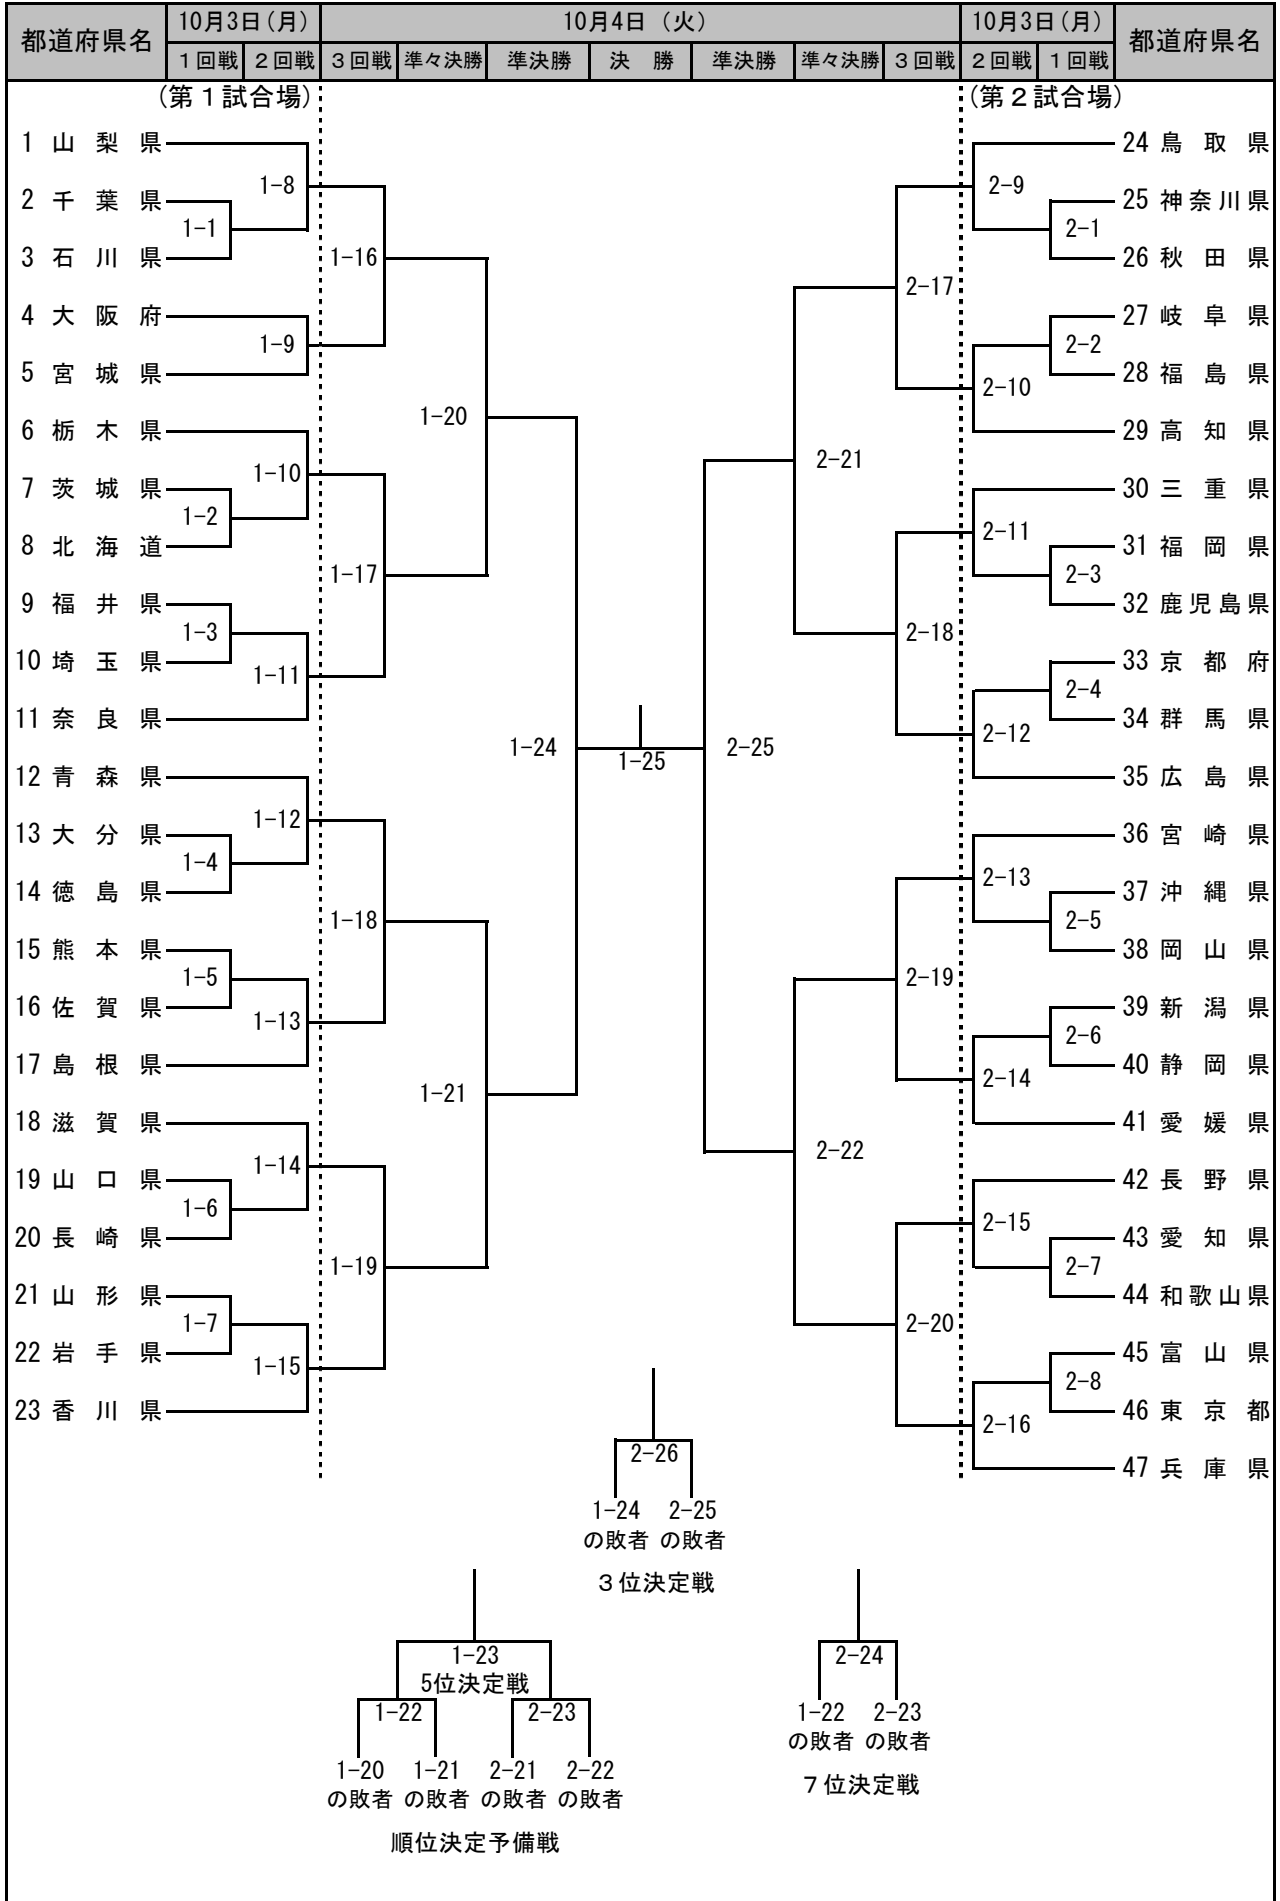 都道府県名 10月3日(月) 10月4日（火） 10月3日(月) 都道府県名
１回戦 ２回戦 ３回戦 準々決勝 準決勝 決　勝 準決勝 準々決勝 ３回戦 ２回戦 １回戦
(第１試合場) (第２試合場)
1 山梨県 24 鳥取県
1-8 2-9
2 千葉県 25 神奈川県
1-1 2-1
3 石川県 1-16 26 秋田県
2-17
4 大阪府 27 岐阜県
1-9 2-2
5 宮城県 28 福島県
2-10
1-20
6 栃木県 29 高知県
2-21
1-10
7 茨城県 30 三重県
1-2 2-11
8 北海道 31 福岡県
1-17 2-3
9 福井県 32 鹿児島県
1-3 2-18
10 埼玉県 33 京都府
1-11 2-4
11 奈良県 34 群馬県
2-12
1-24 1-25 2-25
12 青森県 35 広島県
1-12
13 大分県 36 宮崎県
1-4 2-13
14 徳島県 37 沖縄県
1-18 2-5
15 熊本県 38 岡山県
1-5 2-19
16 佐賀県 39 新潟県
1-13 2-6
17 島根県 40 静岡県
1-21 2-14
18 滋賀県 41 愛媛県
2-22
1-14
19 山口県 42 長野県
1-6 2-15
20 長崎県 43 愛知県
1-19 2-7
21 山形県 44 和歌山県
1-7 2-20
22 岩手県 45 富山県
1-15 2-8
23 香川県 46 東京都
2-16
2-26
47 兵庫県
1-24 2-25
の敗者 の敗者
３位決定戦
1-23 2-24
5位決定戦
1-22 2-23 1-22 2-23
の敗者 の敗者
1-20 1-21 2-21 2-22
７位決定戦
の敗者 の敗者 の敗者 の敗者
順位決定予備戦